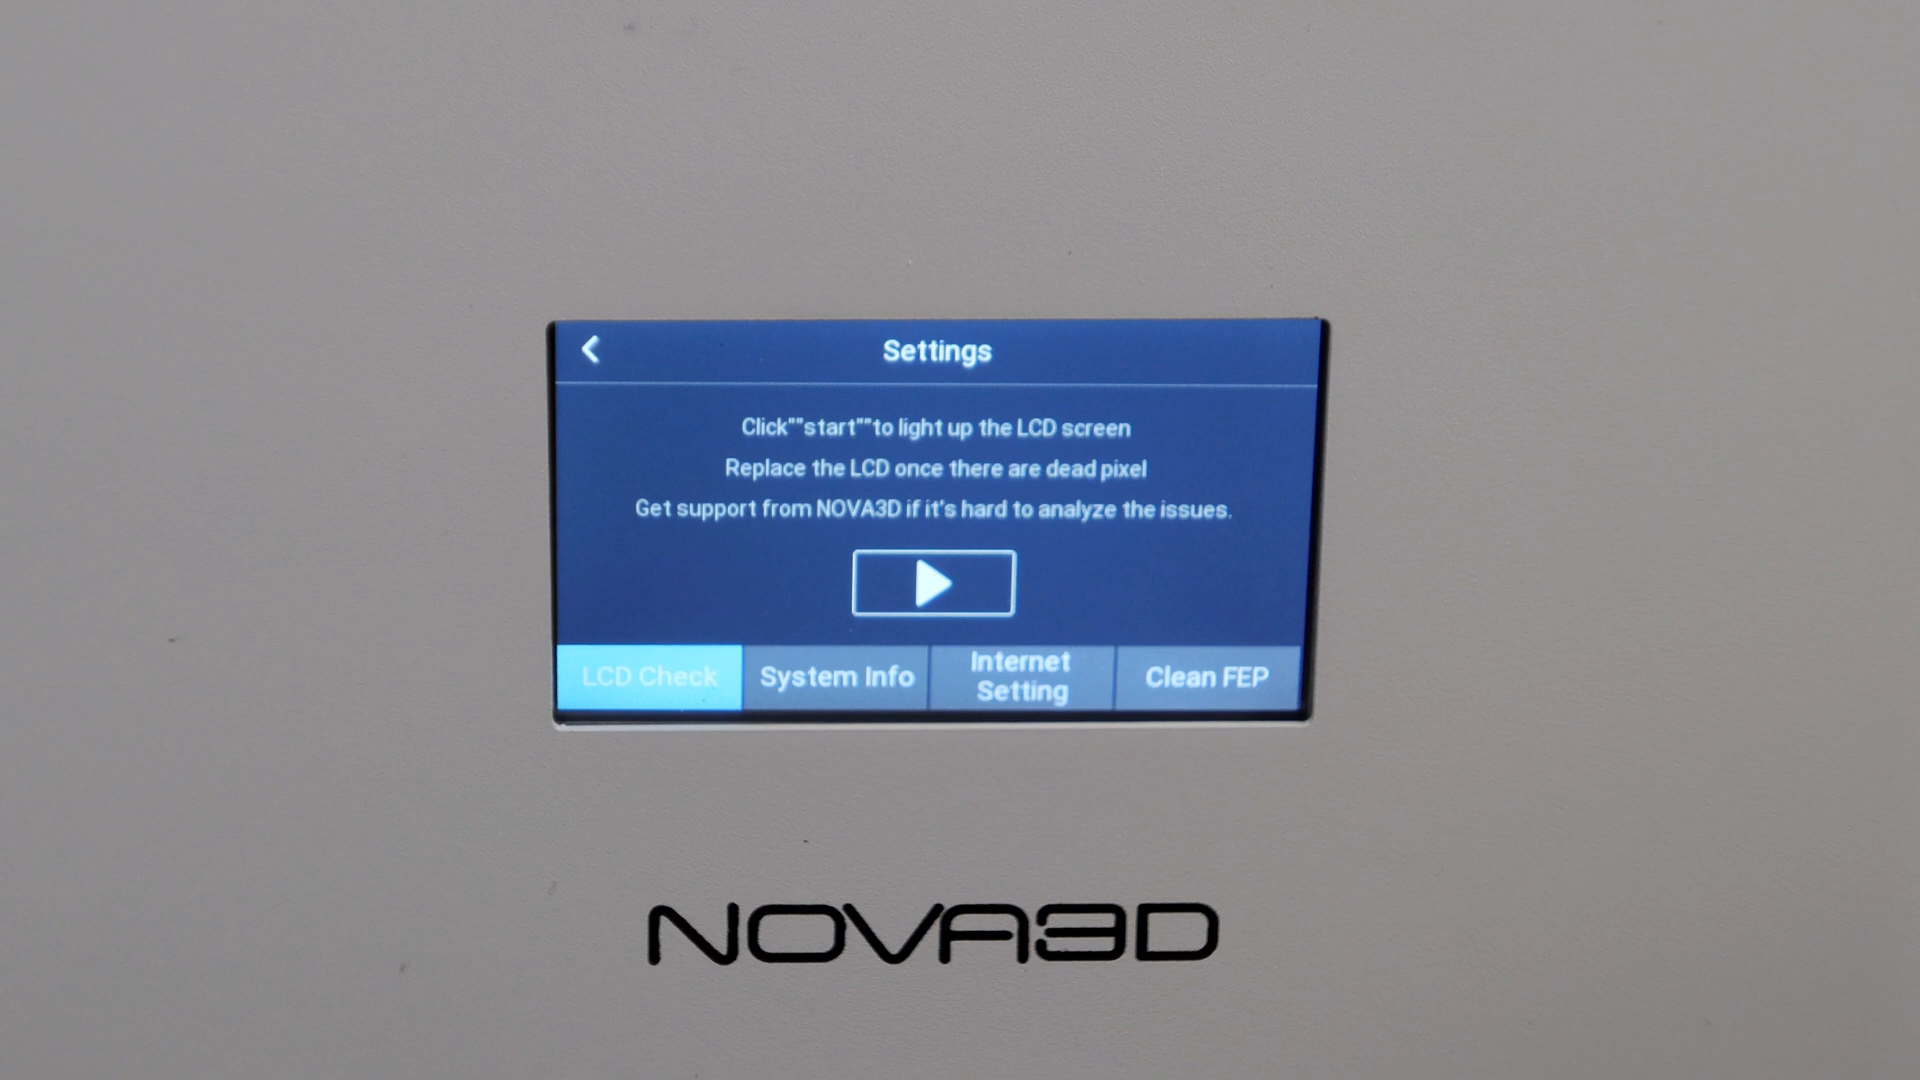 Settings
Click""start""to light up the LCD screen
Replace the LCD once there are dead pixel
Get support from NOVA3D if it's hard to analyze the issues.
LCD Check
System Info
Internet
Setting
Clean FEP
NOVA3D